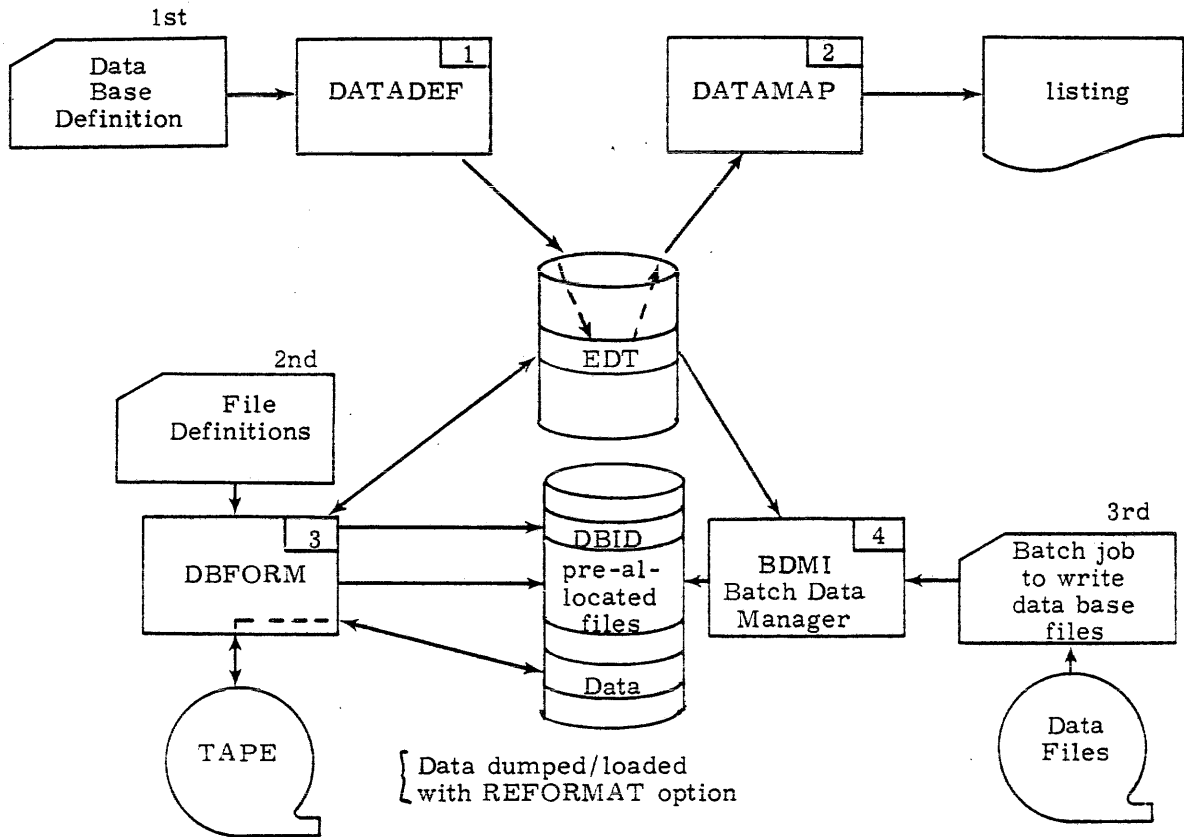 1st
Data
Base
Definition
1
DATADEF
2
DATAMAP
listing
EDT
2nd
File
Definitions
3
DBFORM
DBID
pre-al-
located
files
Data
4
BDMI
Batch Data
Manager
3rd
Batch job
to write
data base
files
TAPE
Data
Files
Data dumped/loaded
with REFORMAT option